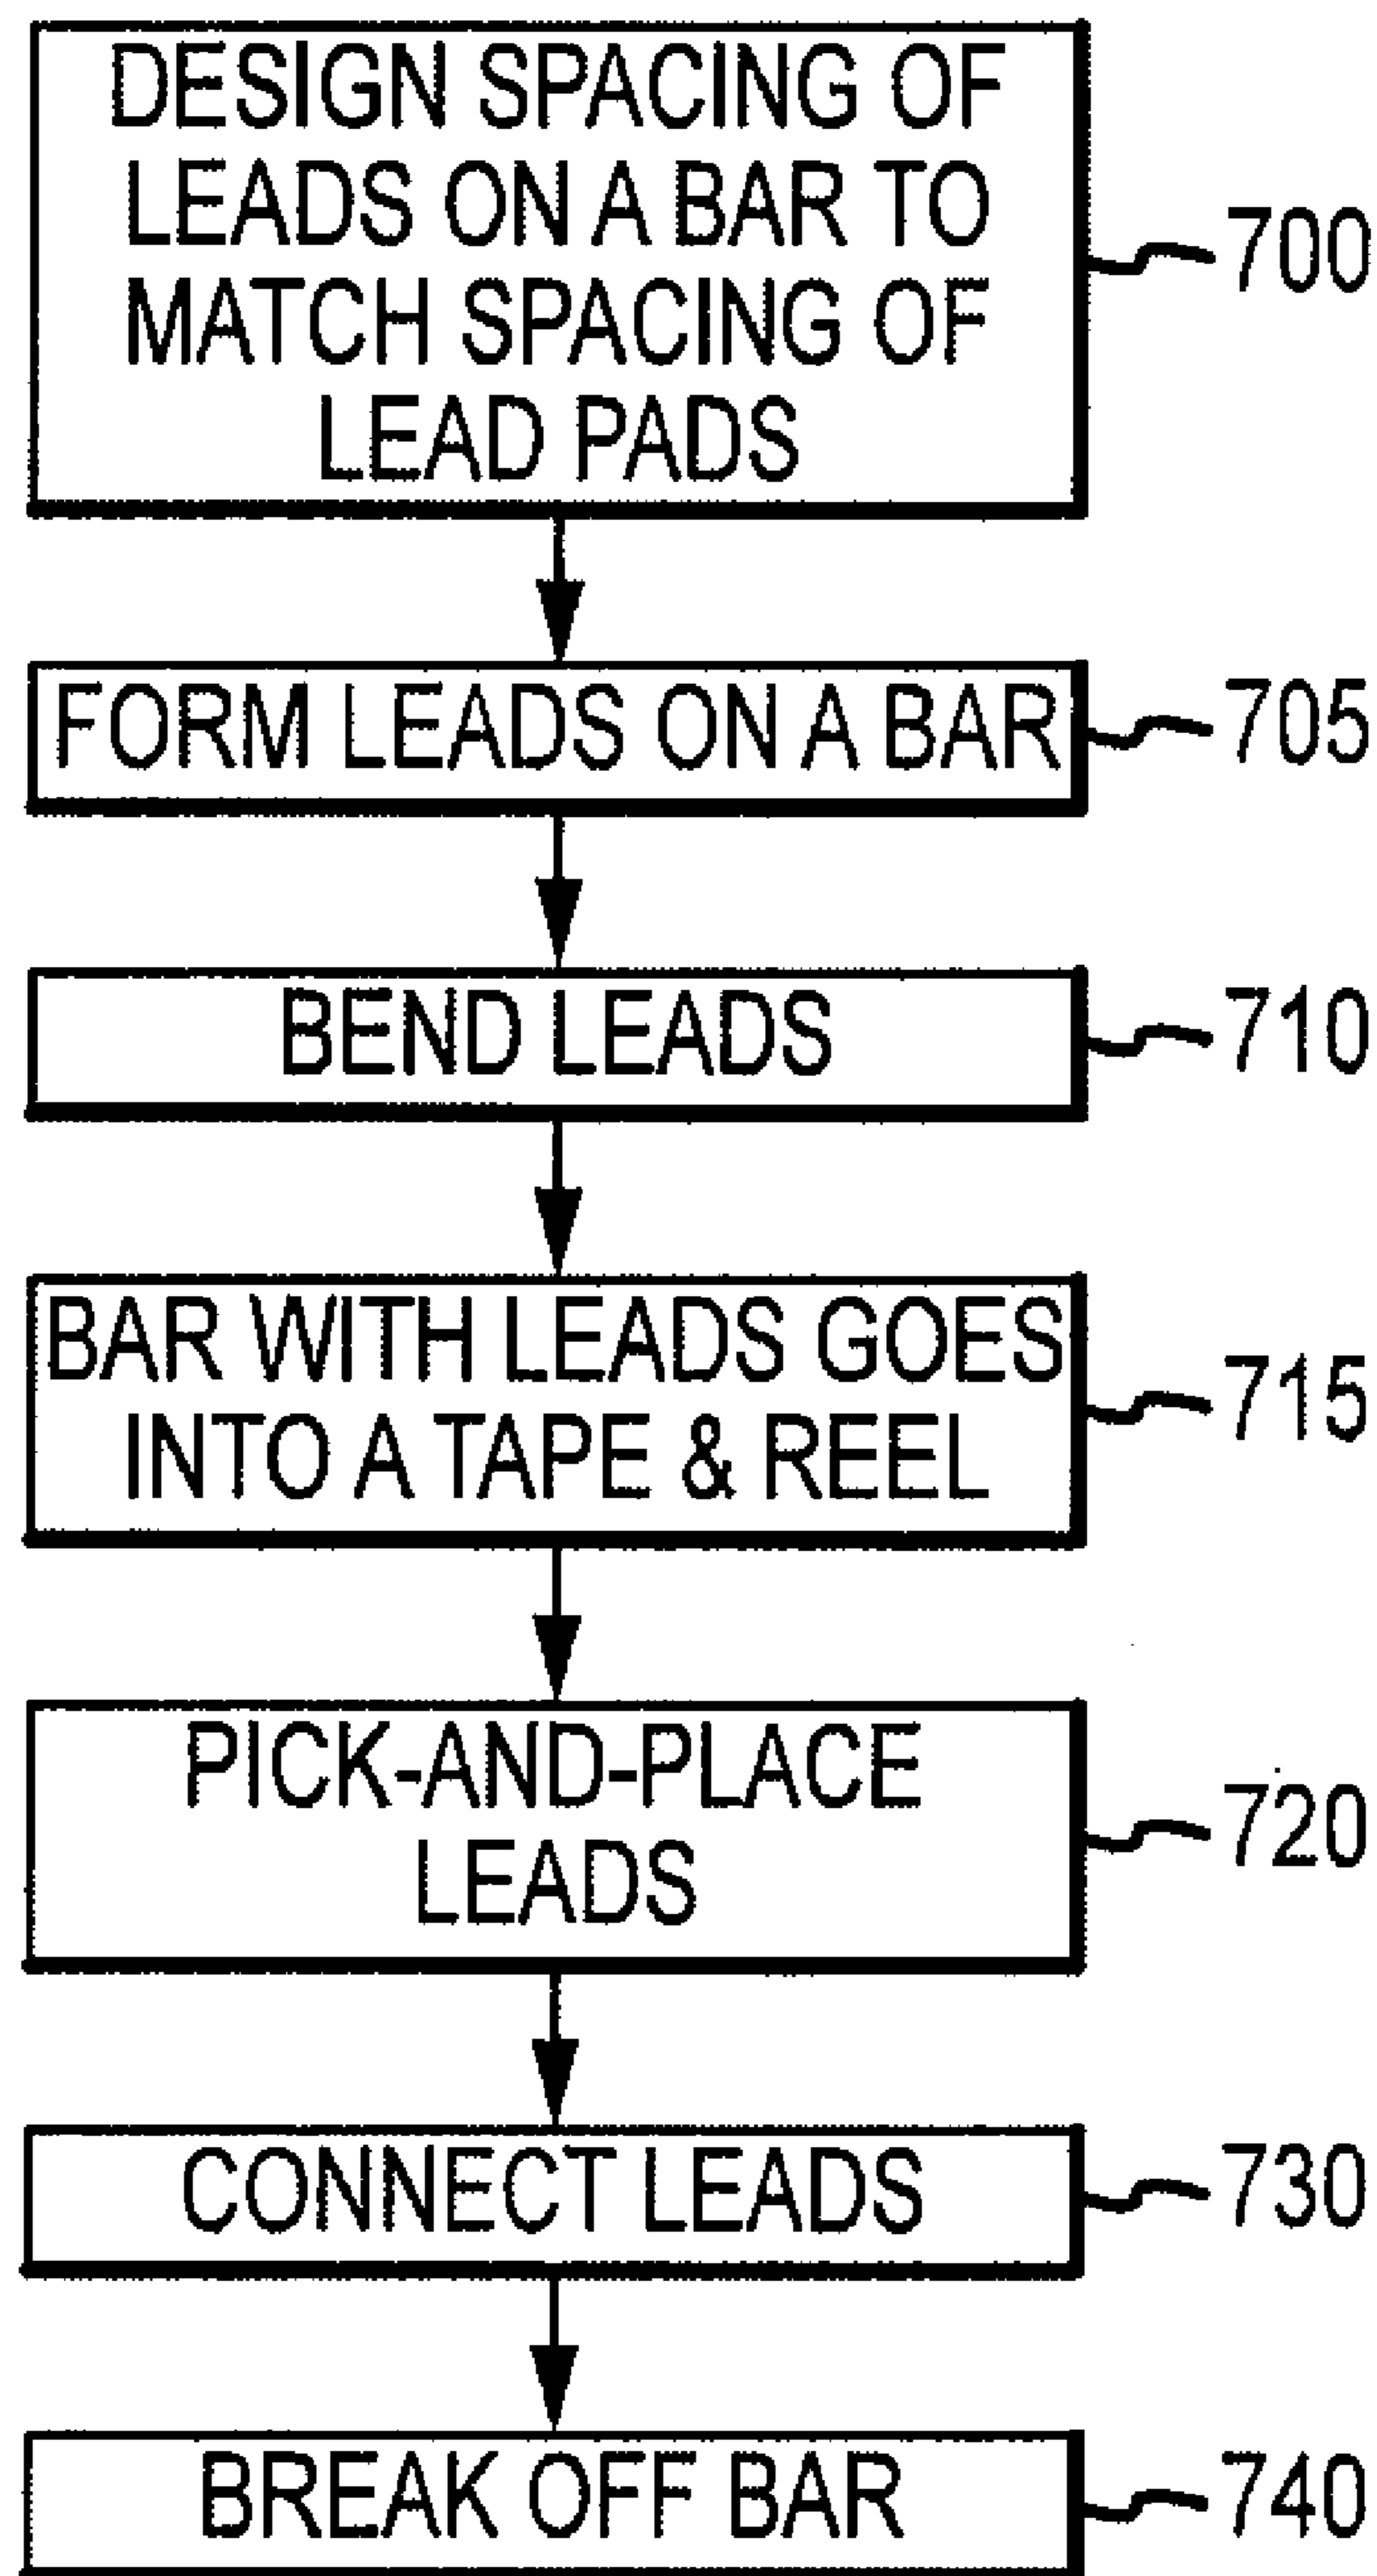 DESIGN SPACING OF
LEADS ON A BAR TO
MATCH SPACING OF
LEAD PADS
700
FORM LEADS ON A BAR
705
BEND LEADS
710
BAR WITH LEADS GOES
INTO A TAPE & REEL
715
PICK-AND-PLACE
LEADS
720
CONNECT LEADS
730
BREAK OFF BAR
740